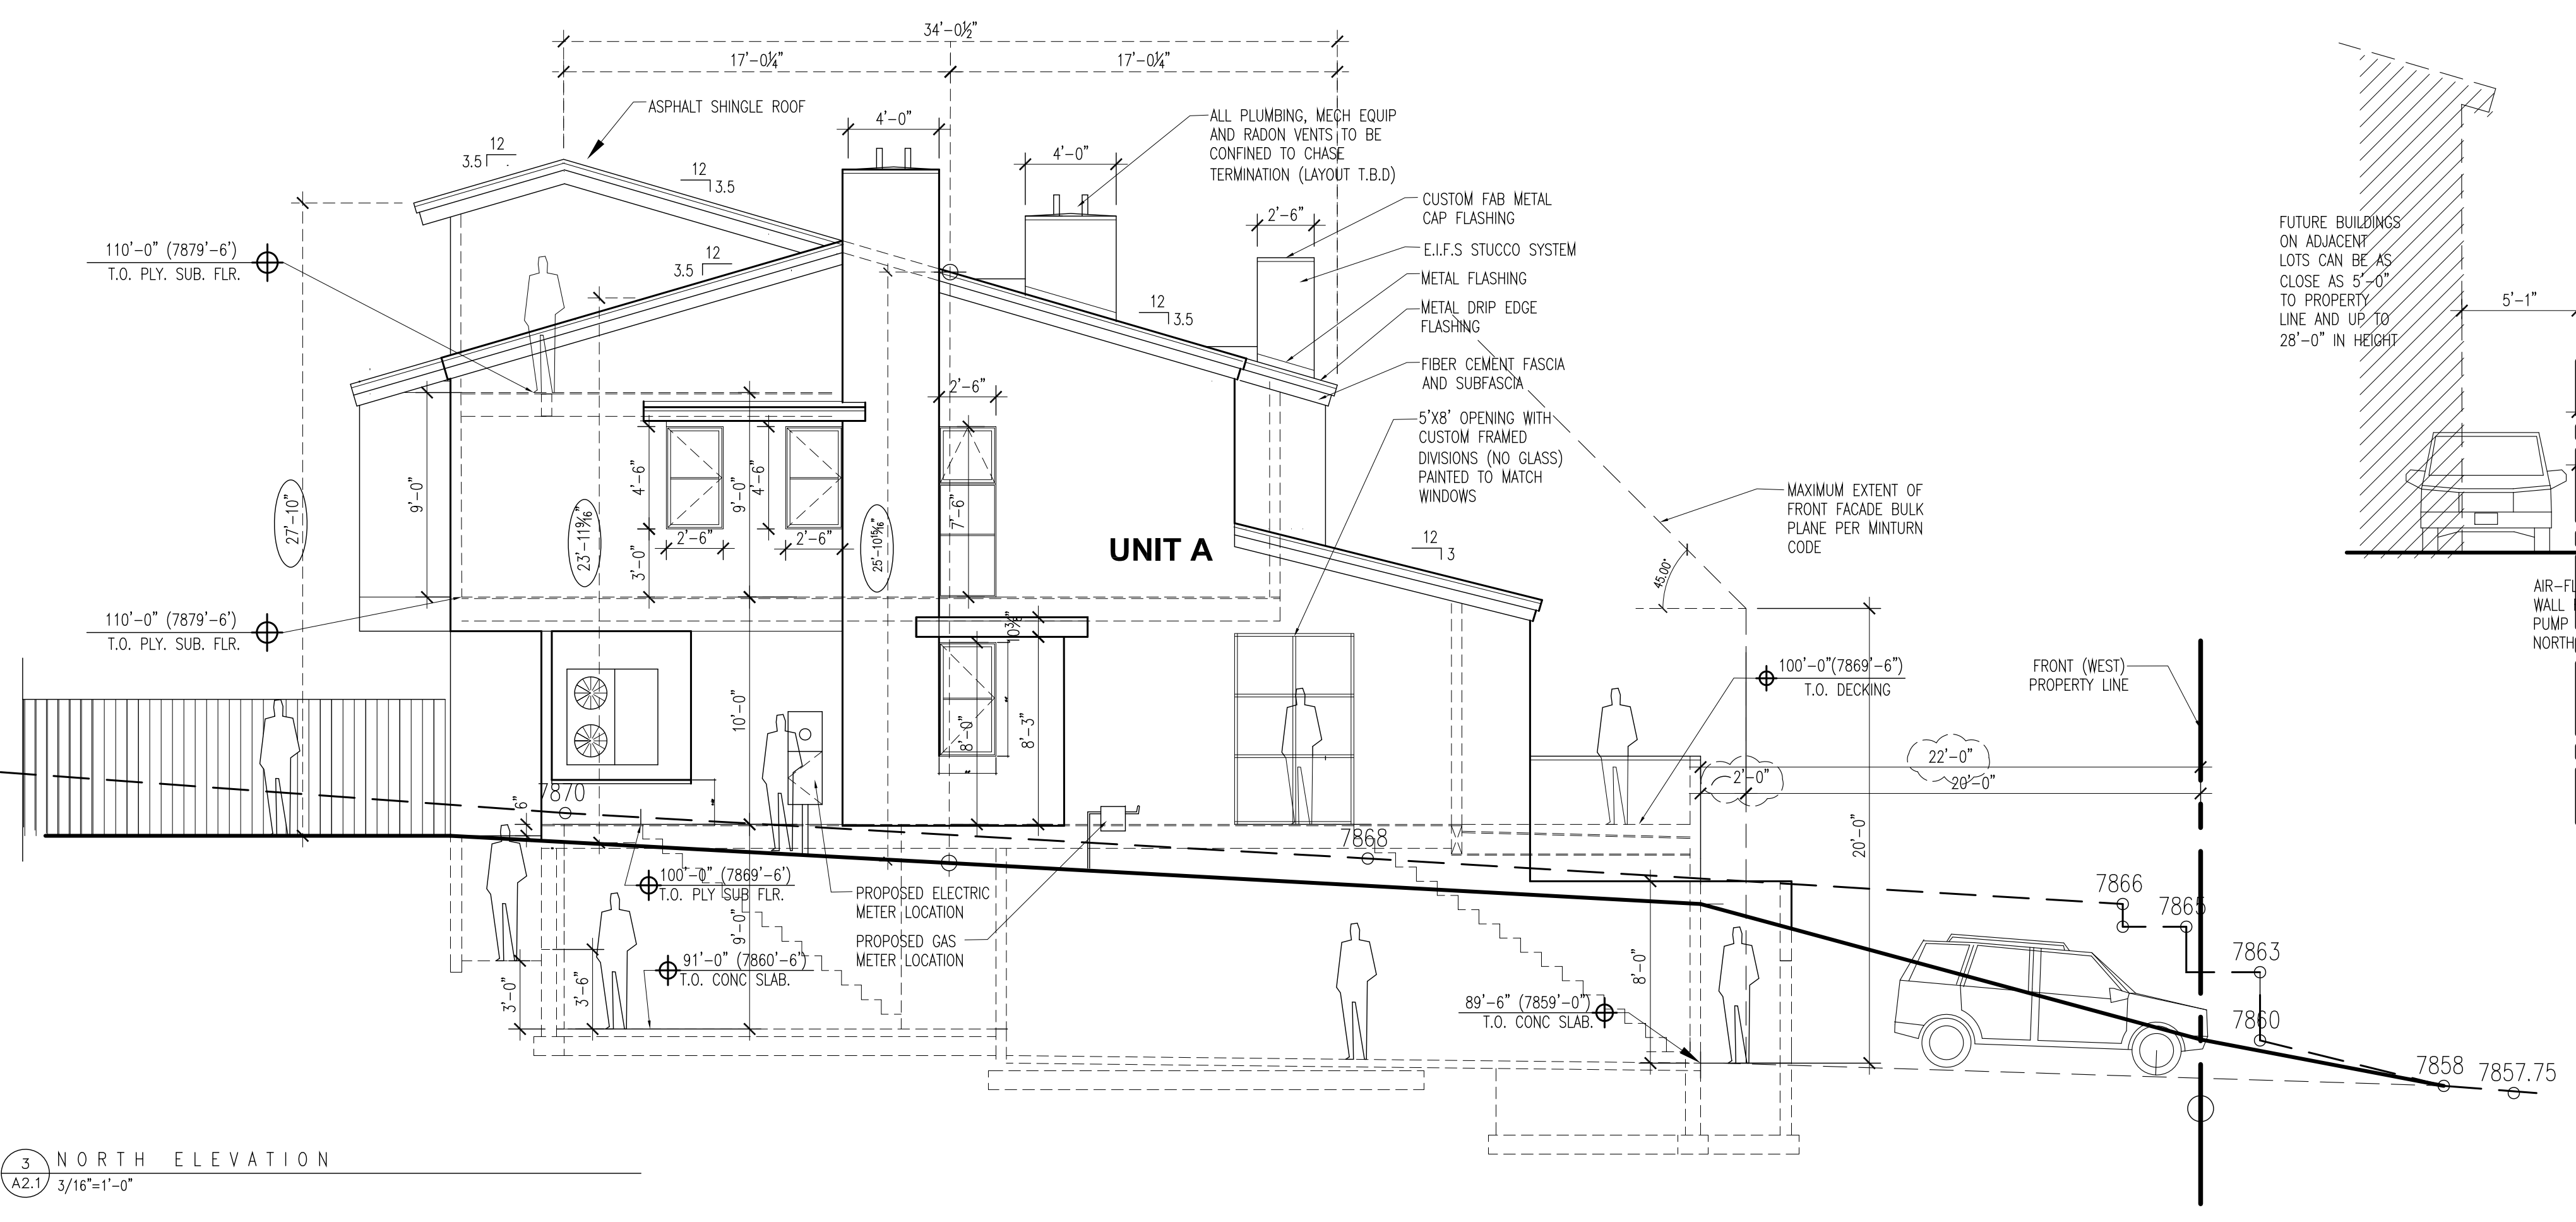 34'-0½"
17'-0¼"
17'-0¼"
ASPHALT SHINGLE ROOF
4'-0"
ALL PLUMBING, MECH EQUIP
AND RADON VENTS TO BE
CONFINED TO CHASE
TERMINATION (LAYOUT T.B.D)
4'-0"
12
3.5
12
3.5
CUSTOM FAB METAL
CAP FLASHING
2'-6"
E.I.F.S STUCCO SYSTEM
METAL FLASHING
METAL DRIP EDGE
FLASHING
FIBER CEMENT FASCIA
AND SUBFASCIA
110'-0" (7879'-6')
T.O. PLY. SUB. FLR.
12
3.5
12
3.5
FUTURE BUILDINGS
ON ADJACENT
LOTS CAN BE AS
CLOSE AS 5'-0"
TO PROPERTY
LINE AND UP TO
28'-0" IN HEIGHT
5'-1"
2'-6"
5'X8' OPENING WITH
CUSTOM FRAMED
DIVISIONS (NO GLASS)
PAINTED TO MATCH
WINDOWS
27'-10"
9'-0"
23'-11 9/16"
4'-6"
3'-0"
2'-6"
9'-0"
4'-6"
2'-6"
25'-10 15/16"
7'-6"
UNIT A
12
3
MAXIMUM EXTENT OF
FRONT FACADE BULK
PLANE PER MINTURN
CODE
45.00°
110'-0" (7879'-6')
T.O. PLY. SUB. FLR.
10'-0"
8'-0"
8'-3"
100'-0"(7869'-6")
T.O. DECKING
FRONT (WEST)
PROPERTY LINE
22'-0"
2'-0"
20'-0"
20'-0"
6"
7870
7868
7866
7865
7863
7860
7858
7857.75
100'-0" (7869'-6')
T.O. PLY SUB FLR.
PROPOSED ELECTRIC
METER LOCATION
PROPOSED GAS
METER LOCATION
9'-0"
91'-0" (7860'-6')
T.O. CONC SLAB.
3'-0"
3'-6"
8'-0"
89'-6" (7859'-0")
T.O. CONC SLAB.
WALL
PUMP
3
A2.1
NORTH ELEVATION
3/16"=1'-0"